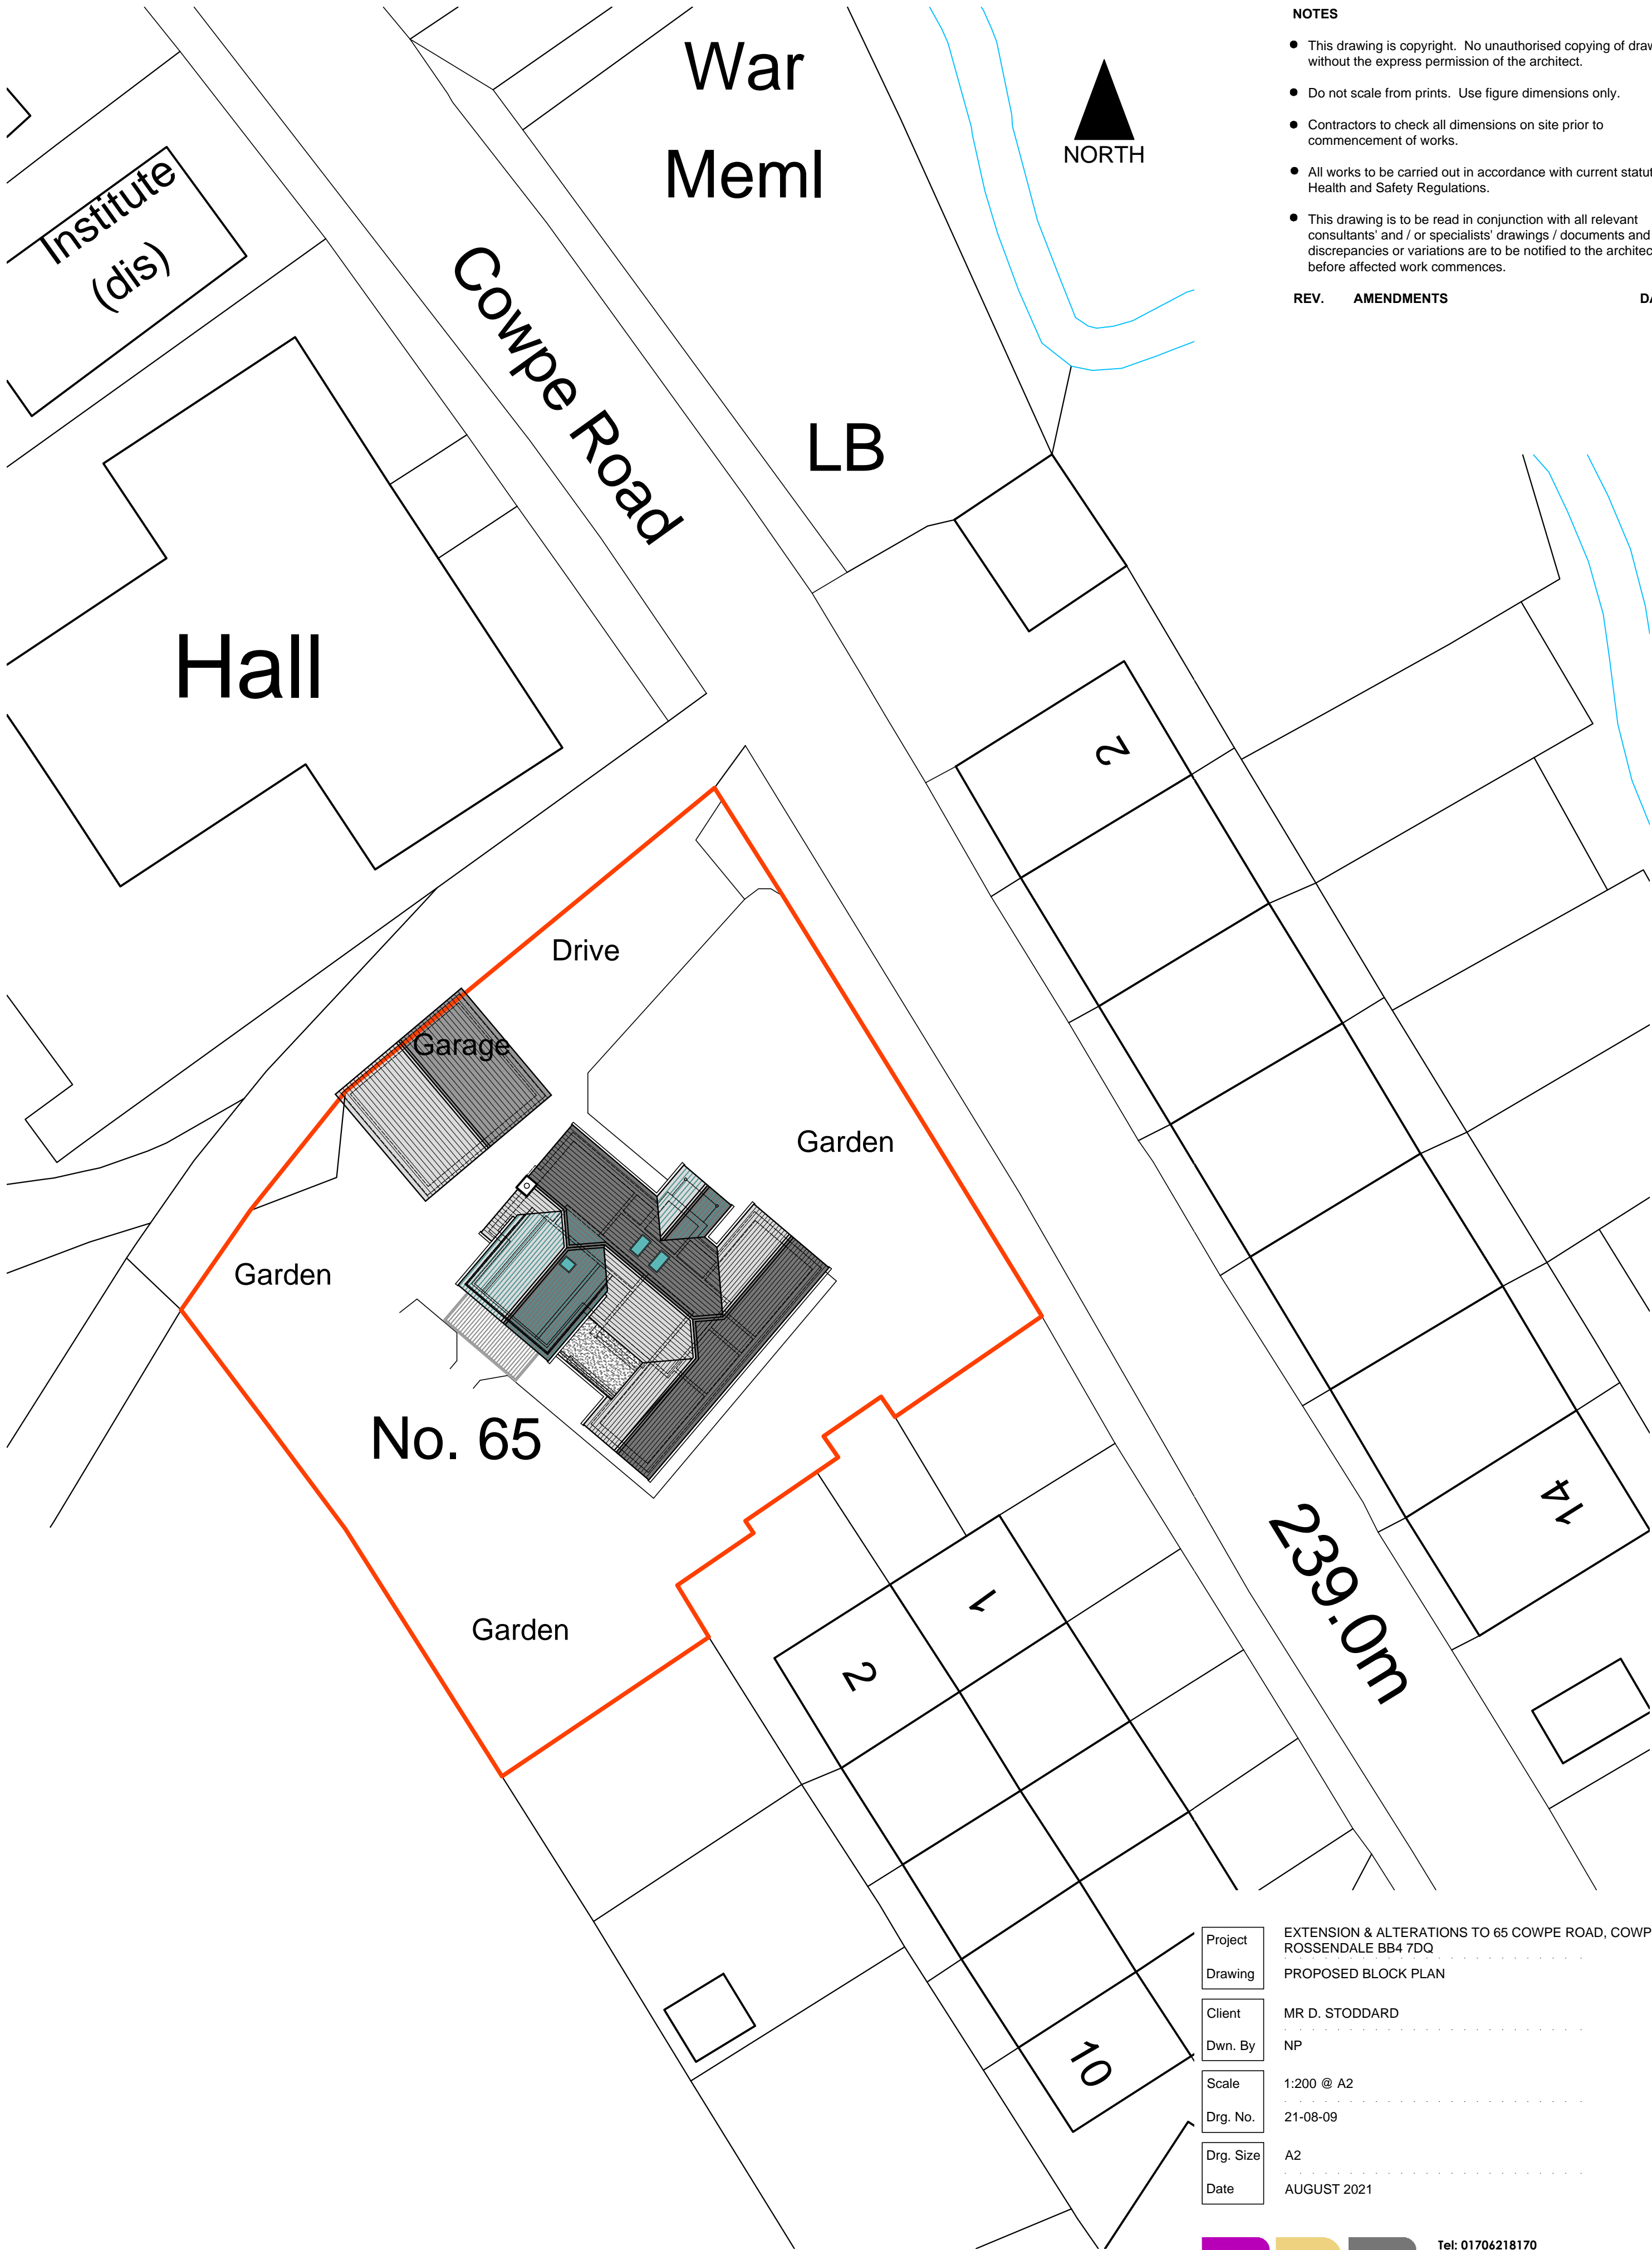 War
Meml
NORTH
Institute
(dis)
Cowpe Road
LB
Hall
2
Drive
Garage
Garden
Garden
No. 65
Garden
1
2
14
239.0m
10
NOTES
This drawing is copyright. No unauthorised copying of
without the express permission of the architect.
Do not scale from prints. Use figure dimensions only.
Contractors to check all dimensions on site prior to
commencement of works.
All works to be carried out in accordance with current
Health and Safety Regulations.
This drawing is to be read in conjunction with all relevant
consultants' and / or specialists' drawings / documents and
discrepancies or variations are to be notified to the
before affected work commences.
REV. AMENDMENTS
Project EXTENSION & ALTERATIONS TO 65 COWPE ROAD,
ROSSENDALE BB4 7DQ
Drawing PROPOSED BLOCK PLAN
Client MR D. STODDARD
Dwn. By NP
Scale 1:200 @ A2
Drg. No. 21-08-09
Drg. Size A2
Date AUGUST 2021
Tel: 01706218170